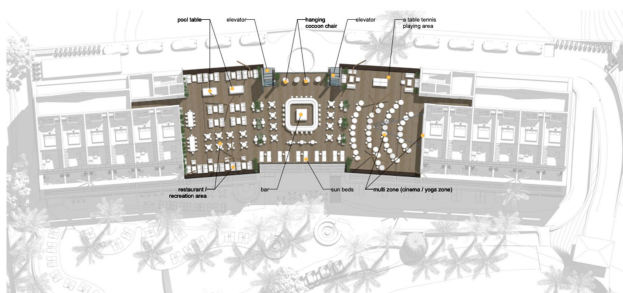 pool table
elevator
hanging
cocoon chair
elevator
a table tennis
playing area
restaurant /
recreation area
bar
sun beds
multi zone (cinema / yoga zone)